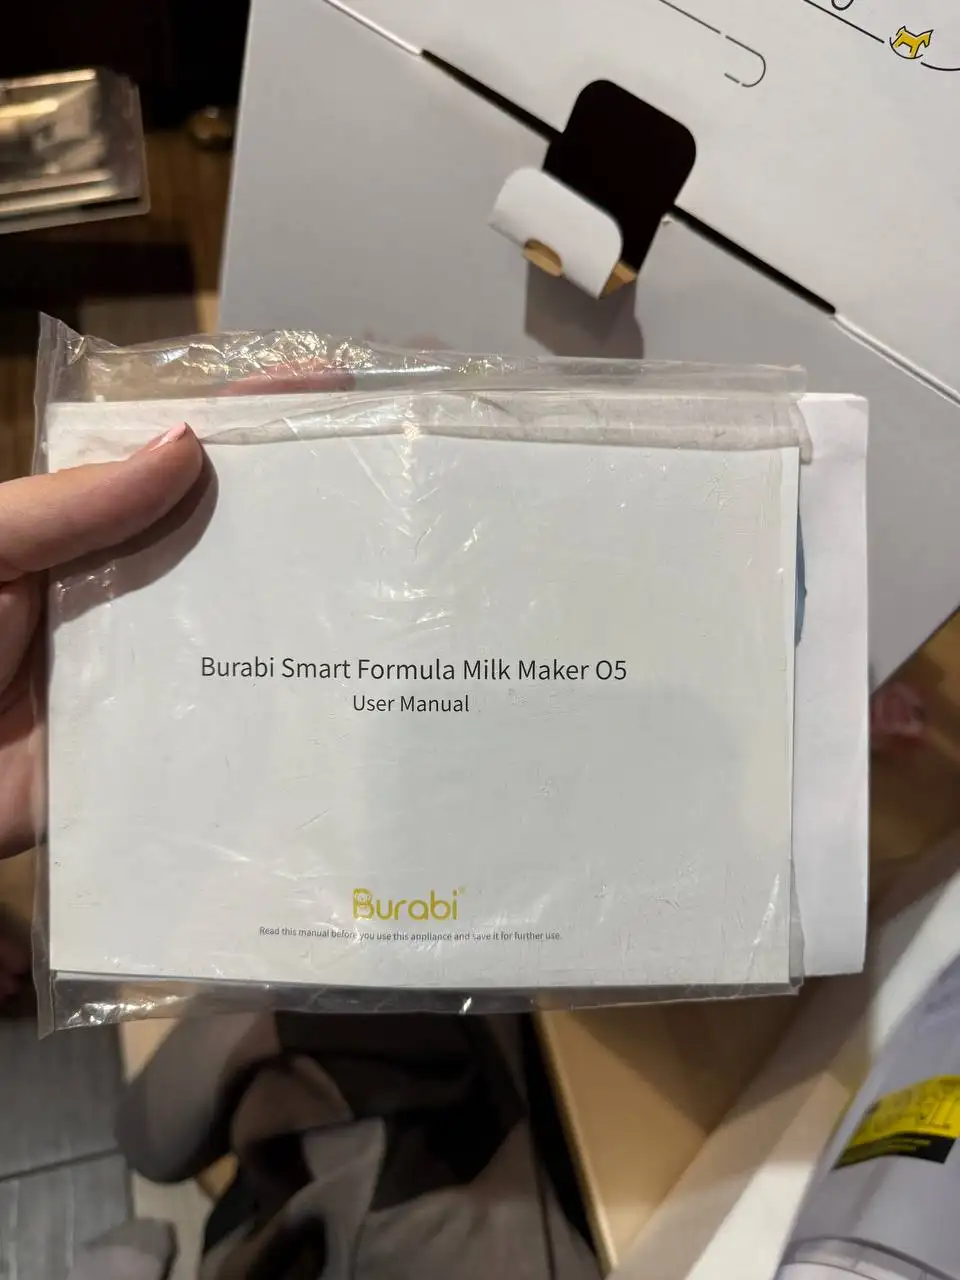 Burabi Smart Formula Milk Maker O5
User Manual
Burabi®
Read this manual before you use this appliance and save it for further use.